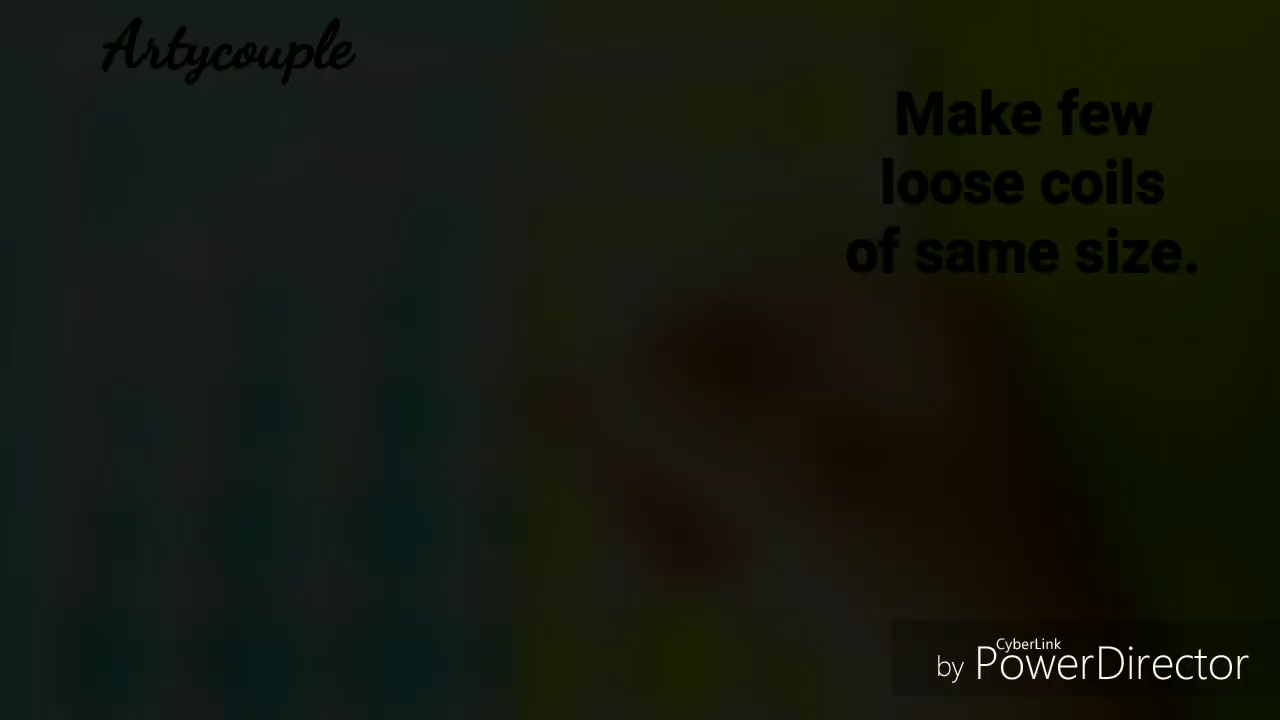 Artycouple
Make few
loose coils
of same size.
CyberLink
by PowerDirector